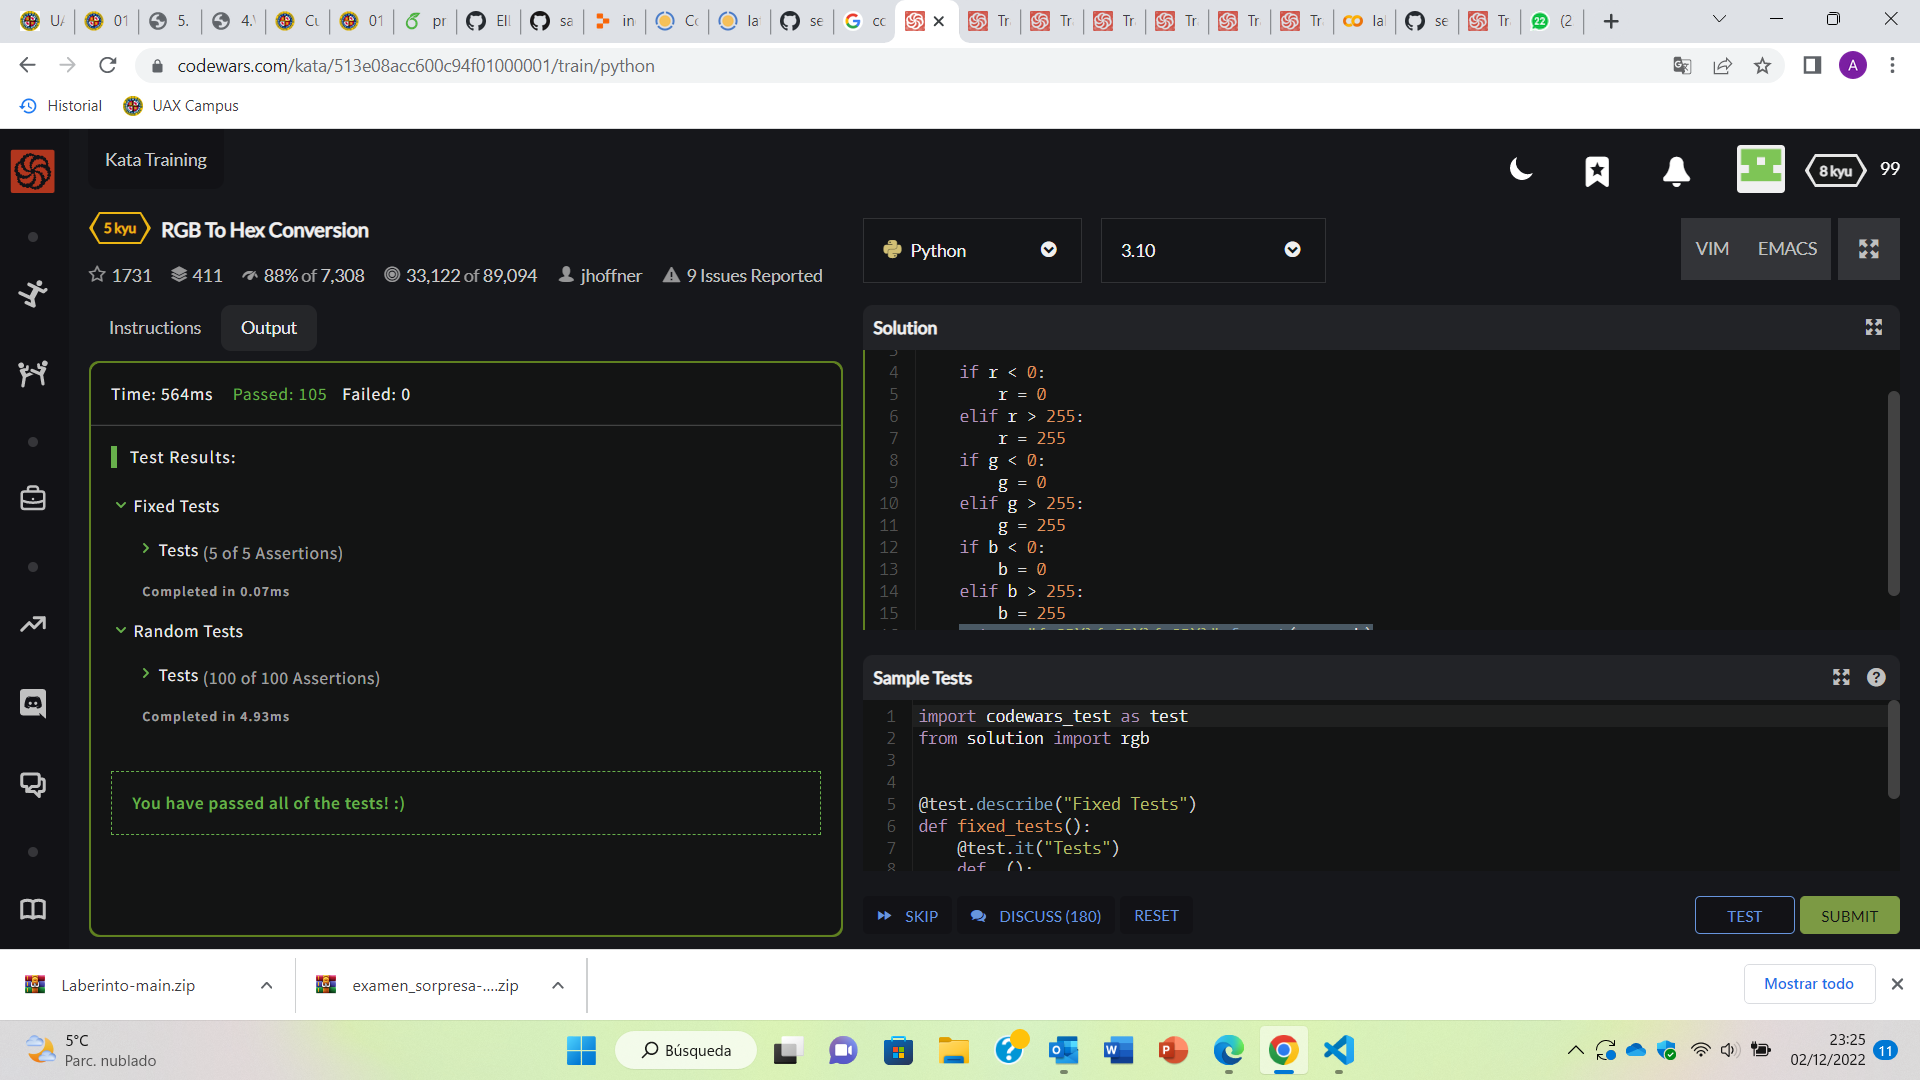 UA
01
5.
4.
Cu
01
pr
Ell
sa
in
Co
la
se
cc
Tr
Tr
Tr
Tr
Tr
Tr
la
se
Tr
22 (2
codewars.com/kata/513e08acc600c94f01000001/train/python
A
Historial
UAX Campus
Kata Training
8 kyu 99
5 kyu RGB To Hex Conversion
1731 411 88% of 7,308 33,122 of 89,094 jhoffner 9 Issues Reported
Python
3.10
VIM EMACS
Instructions Output
Time: 564ms Passed: 105 Failed: 0
Test Results:
Fixed Tests
Tests (5 of 5 Assertions)
Completed in 0.07ms
Random Tests
Tests (100 of 100 Assertions)
Completed in 4.93ms
You have passed all of the tests! :)
Solution
4 if r < 0:
5 r = 0
6 elif r > 255:
7 r = 255
8 if g < 0:
9 g = 0
10 elif g > 255:
11 g = 255
12 if b < 0:
13 b = 0
14 elif b > 255:
15 b = 255
Sample Tests
?
1 import codewars_test as test
2 from solution import rgb
3
4
5 @test.describe("Fixed Tests")
6 def fixed_tests():
7 @test.it("Tests")
8 def _():
SKIP DISCUSS (180) RESET
TEST SUBMIT
Laberinto-main.zip
examen_sorpresa-....zip
Mostrar todo
5°C
Parc. nublado
Búsqueda
23:25
02/12/2022
11